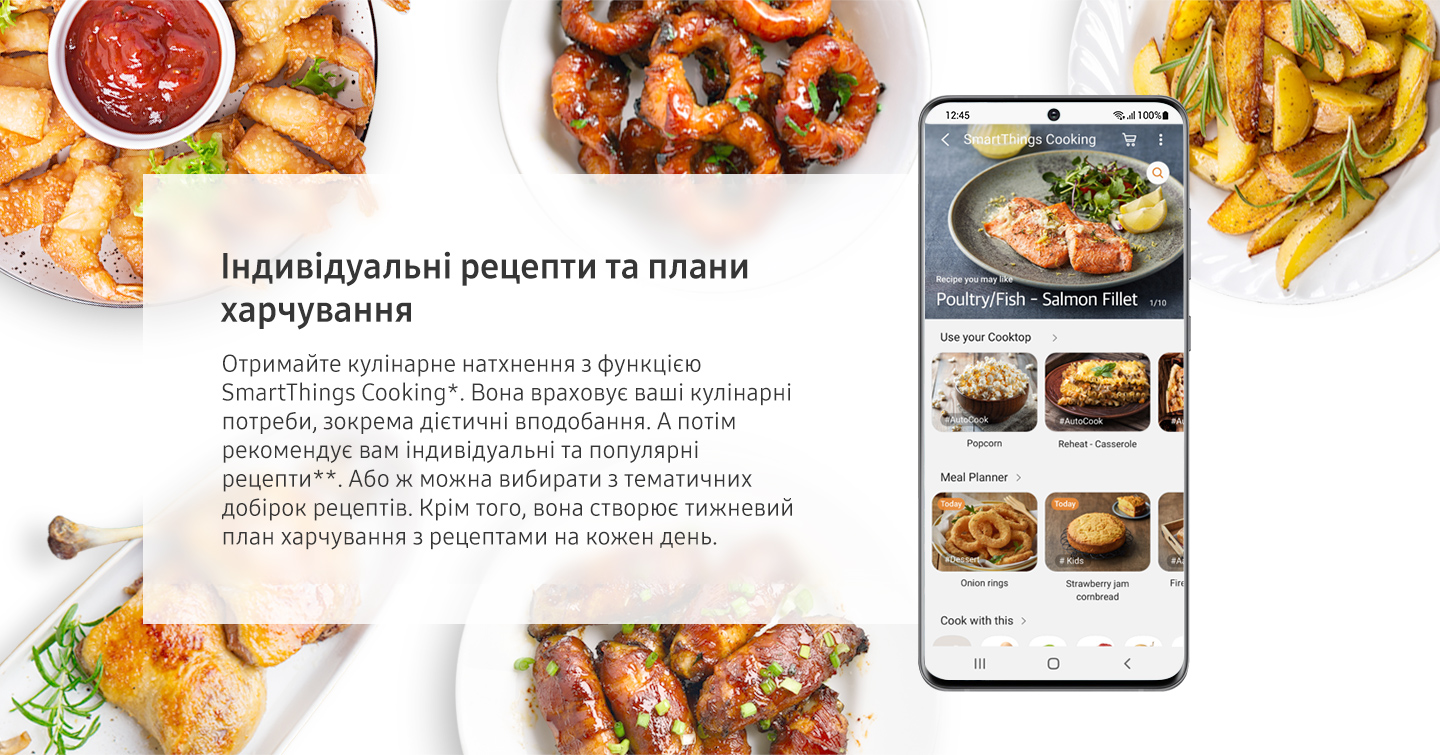 Індивідуальні рецепти та плани
харчування
Отримайте кулінарне натхнення з функцією
SmartThings Cooking*. Вона враховує ваші кулінарні
потреби, зокрема дієтичні вподобання. А потім
рекомендує вам індивідуальні та популярні
рецепти**. Або ж можна вибирати з тематичних
добірок рецептів. Крім того, вона створює тижневий
план харчування з рецептами на кожен день.
12:45 100%
SmartThings Cooking
Recipe you may like
Poultry/Fish - Salmon Fillet 1/10
Use your Cooktop
#AutoCook #AutoCook
Popcorn Reheat - Casserole
Meal Planner
Today Today
#Dessert # Kids
Onion rings Strawberry jam
cornbread
Cook with this